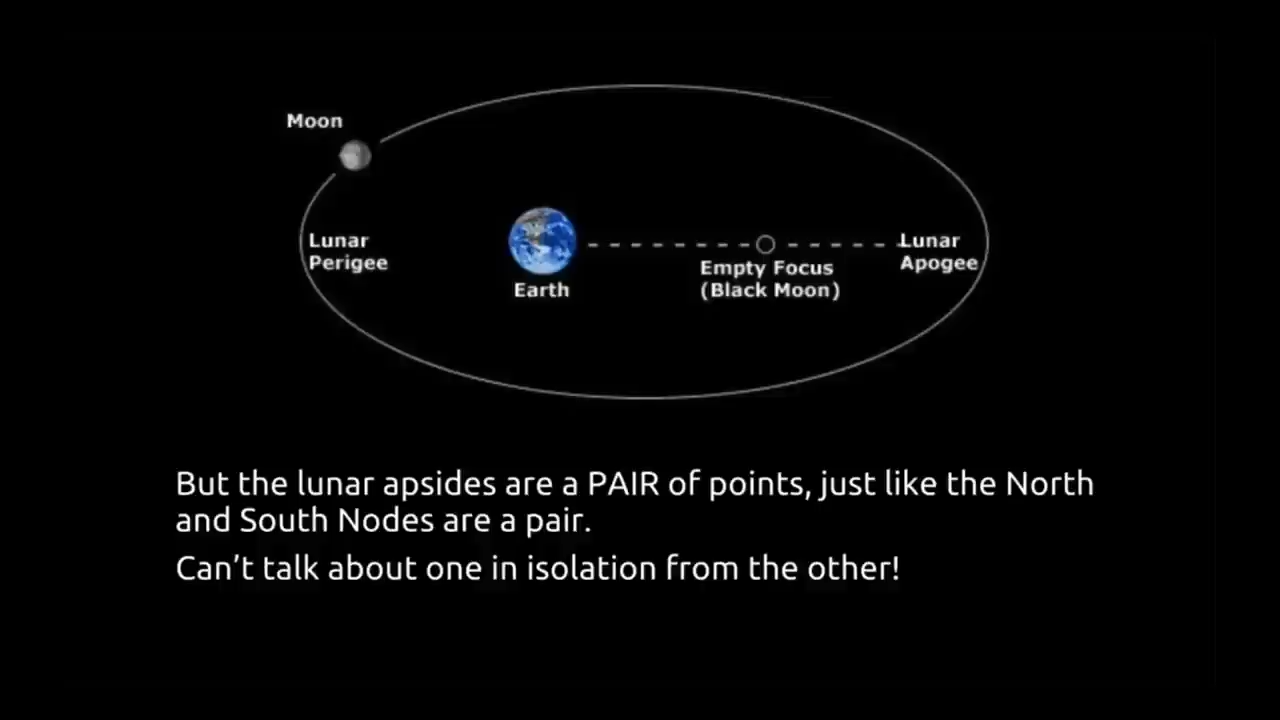 Moon
Lunar
Perigee
Earth
Empty Focus
(Black Moon)
Lunar
Apogee
But the lunar apsides are a PAIR of points, just like the North
and South Nodes are a pair.
Can’t talk about one in isolation from the other!